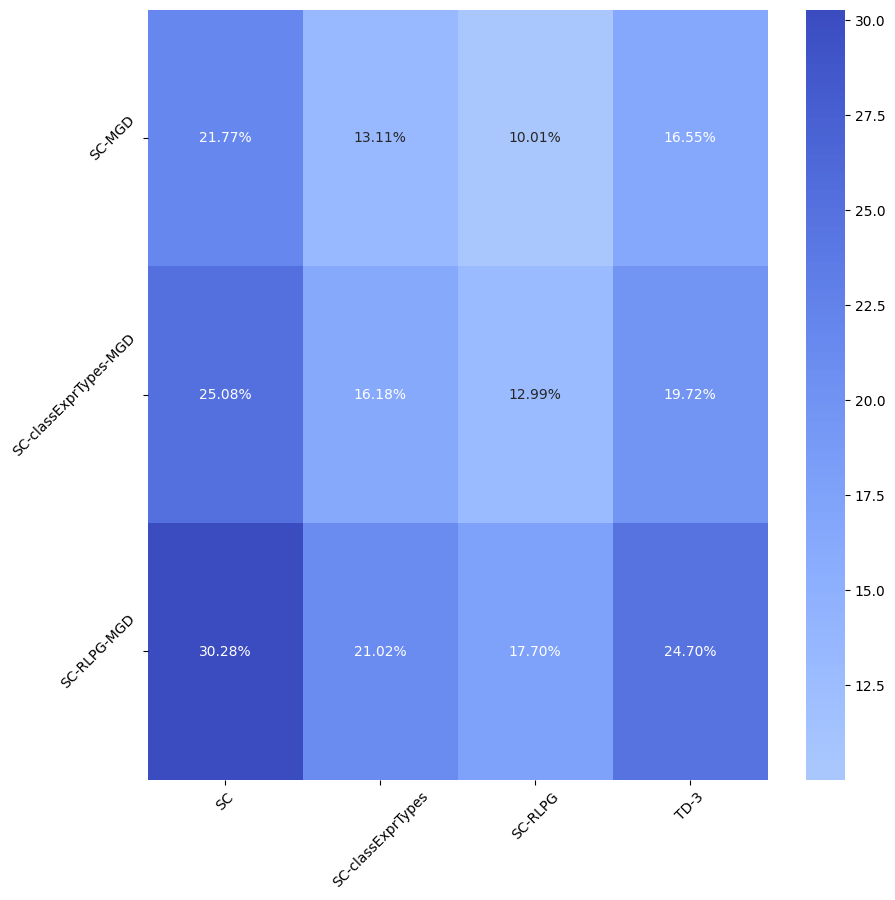 SC-MGD
21.77% 13.11% 10.01% 16.55%
SC-classExprTypes-MGD
25.08% 16.18% 12.99% 19.72%
SC-RLPG-MGD
30.28% 21.02% 17.70% 24.70%
SC SC-classExprTypes SC-RLPG TD-3
30.0
27.5
25.0
22.5
20.0
17.5
15.0
12.5